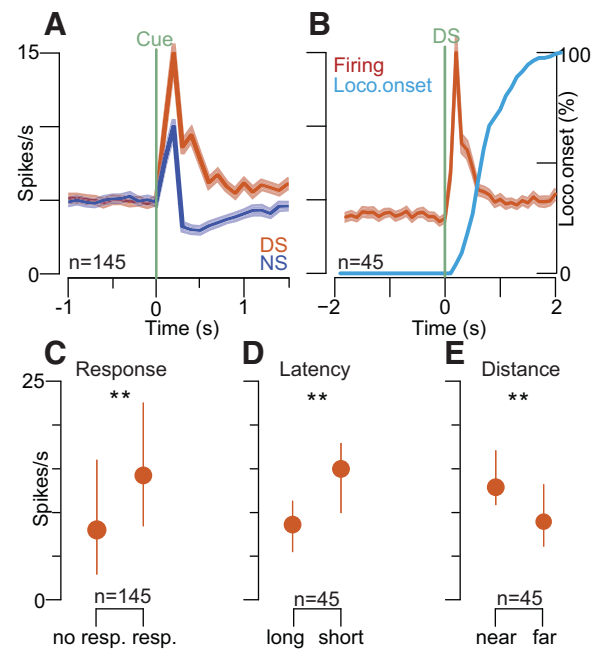 A
Cue
15
Spikes/s
0
n=145
DS
NS
-1
0
1
Time (s)
B
DS
Firing
Loco.onset
100
Loco.onset (%)
0
n=45
−2
0
2
Time (s)
C
Response
**
25
Spikes/s
0
n=145
no resp. resp.
D
Latency
**
n=45
long short
E
Distance
**
n=45
near far